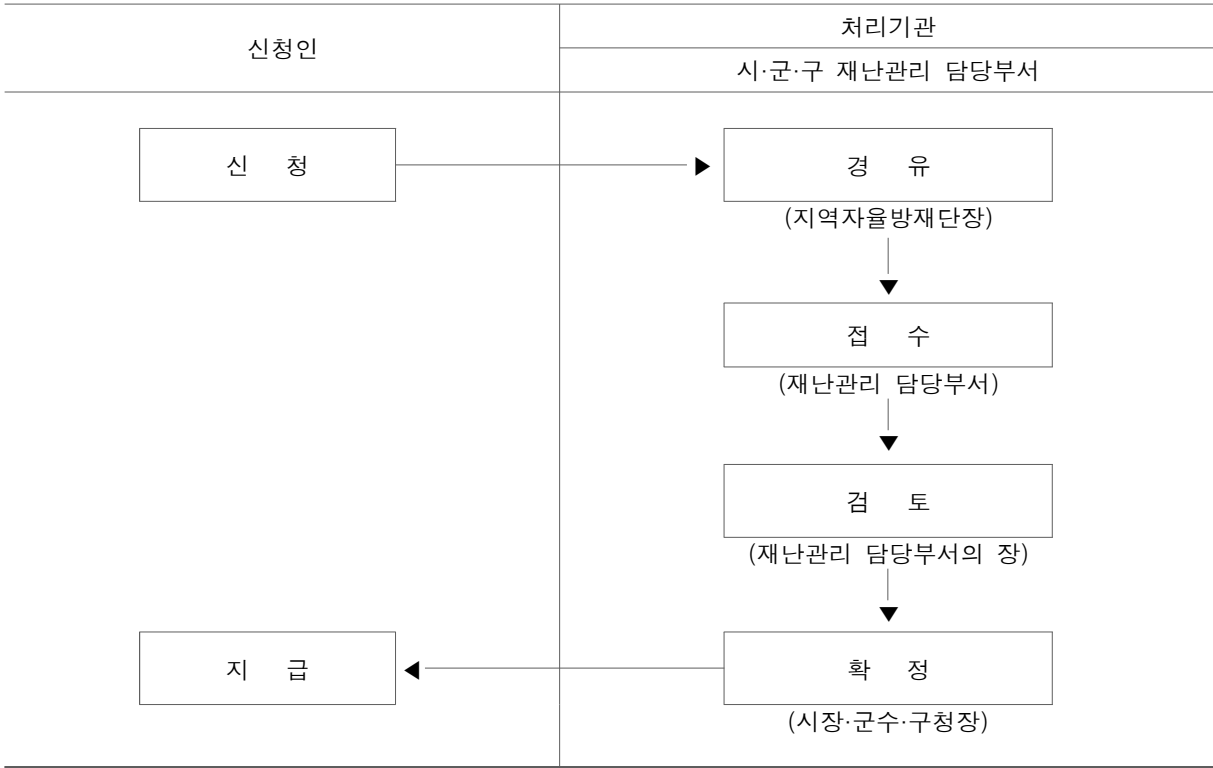 신청인
처리기관
시·군·구 재난관리 담당부서
신 청
경 유
(지역자율방재단장)
접 수
(재난관리 담당부서)
검 토
(재난관리 담당부서의 장)
지 급
확 정
(시장·군수·구청장)